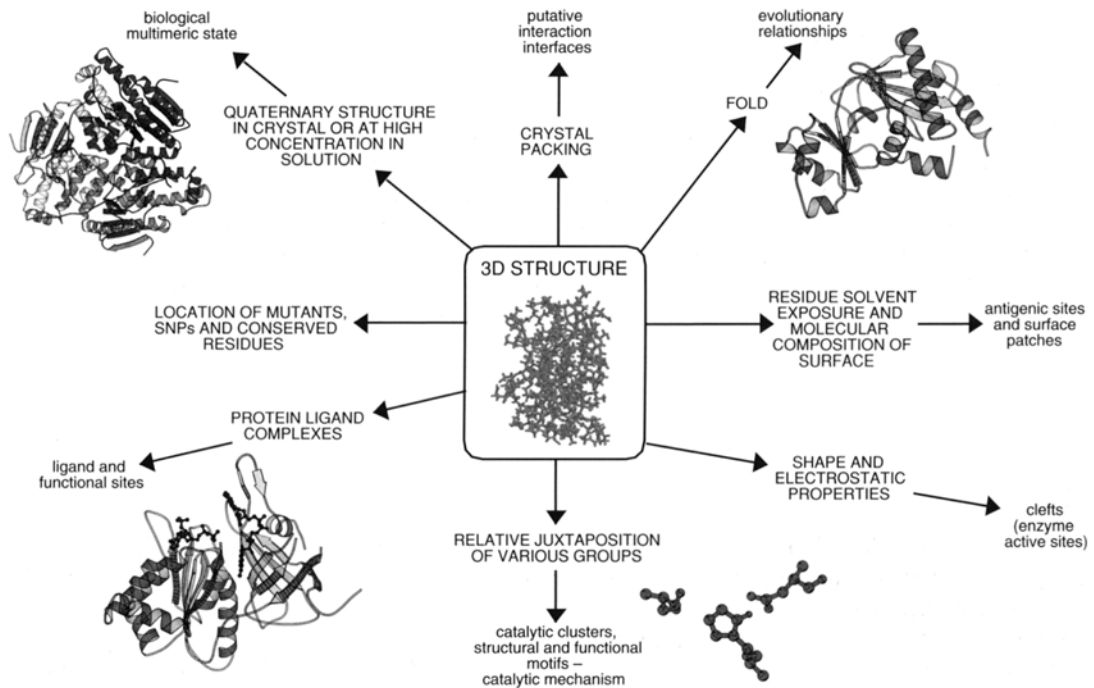 biological
multimeric state
QUATERNARY STRUCTURE
IN CRYSTAL OR AT HIGH
CONCENTRATION IN
SOLUTION
putative
interaction
interfaces
CRYSTAL
PACKING
evolutionary
relationships
FOLD
3D STRUCTURE
LOCATION OF MUTANTS,
SNPs AND CONSERVED
RESIDUES
RESIDUE SOLVENT
EXPOSURE AND
MOLECULAR
COMPOSITION OF
SURFACE
antigenic sites
and surface
patches
PROTEIN LIGAND
COMPLEXES
ligand and
functional sites
SHAPE AND
ELECTROSTATIC
PROPERTIES
clefts
(enzyme
active sites)
RELATIVE JUXTAPOSITION
OF VARIOUS GROUPS
catalytic clusters,
structural and functional
motifs –
catalytic mechanism